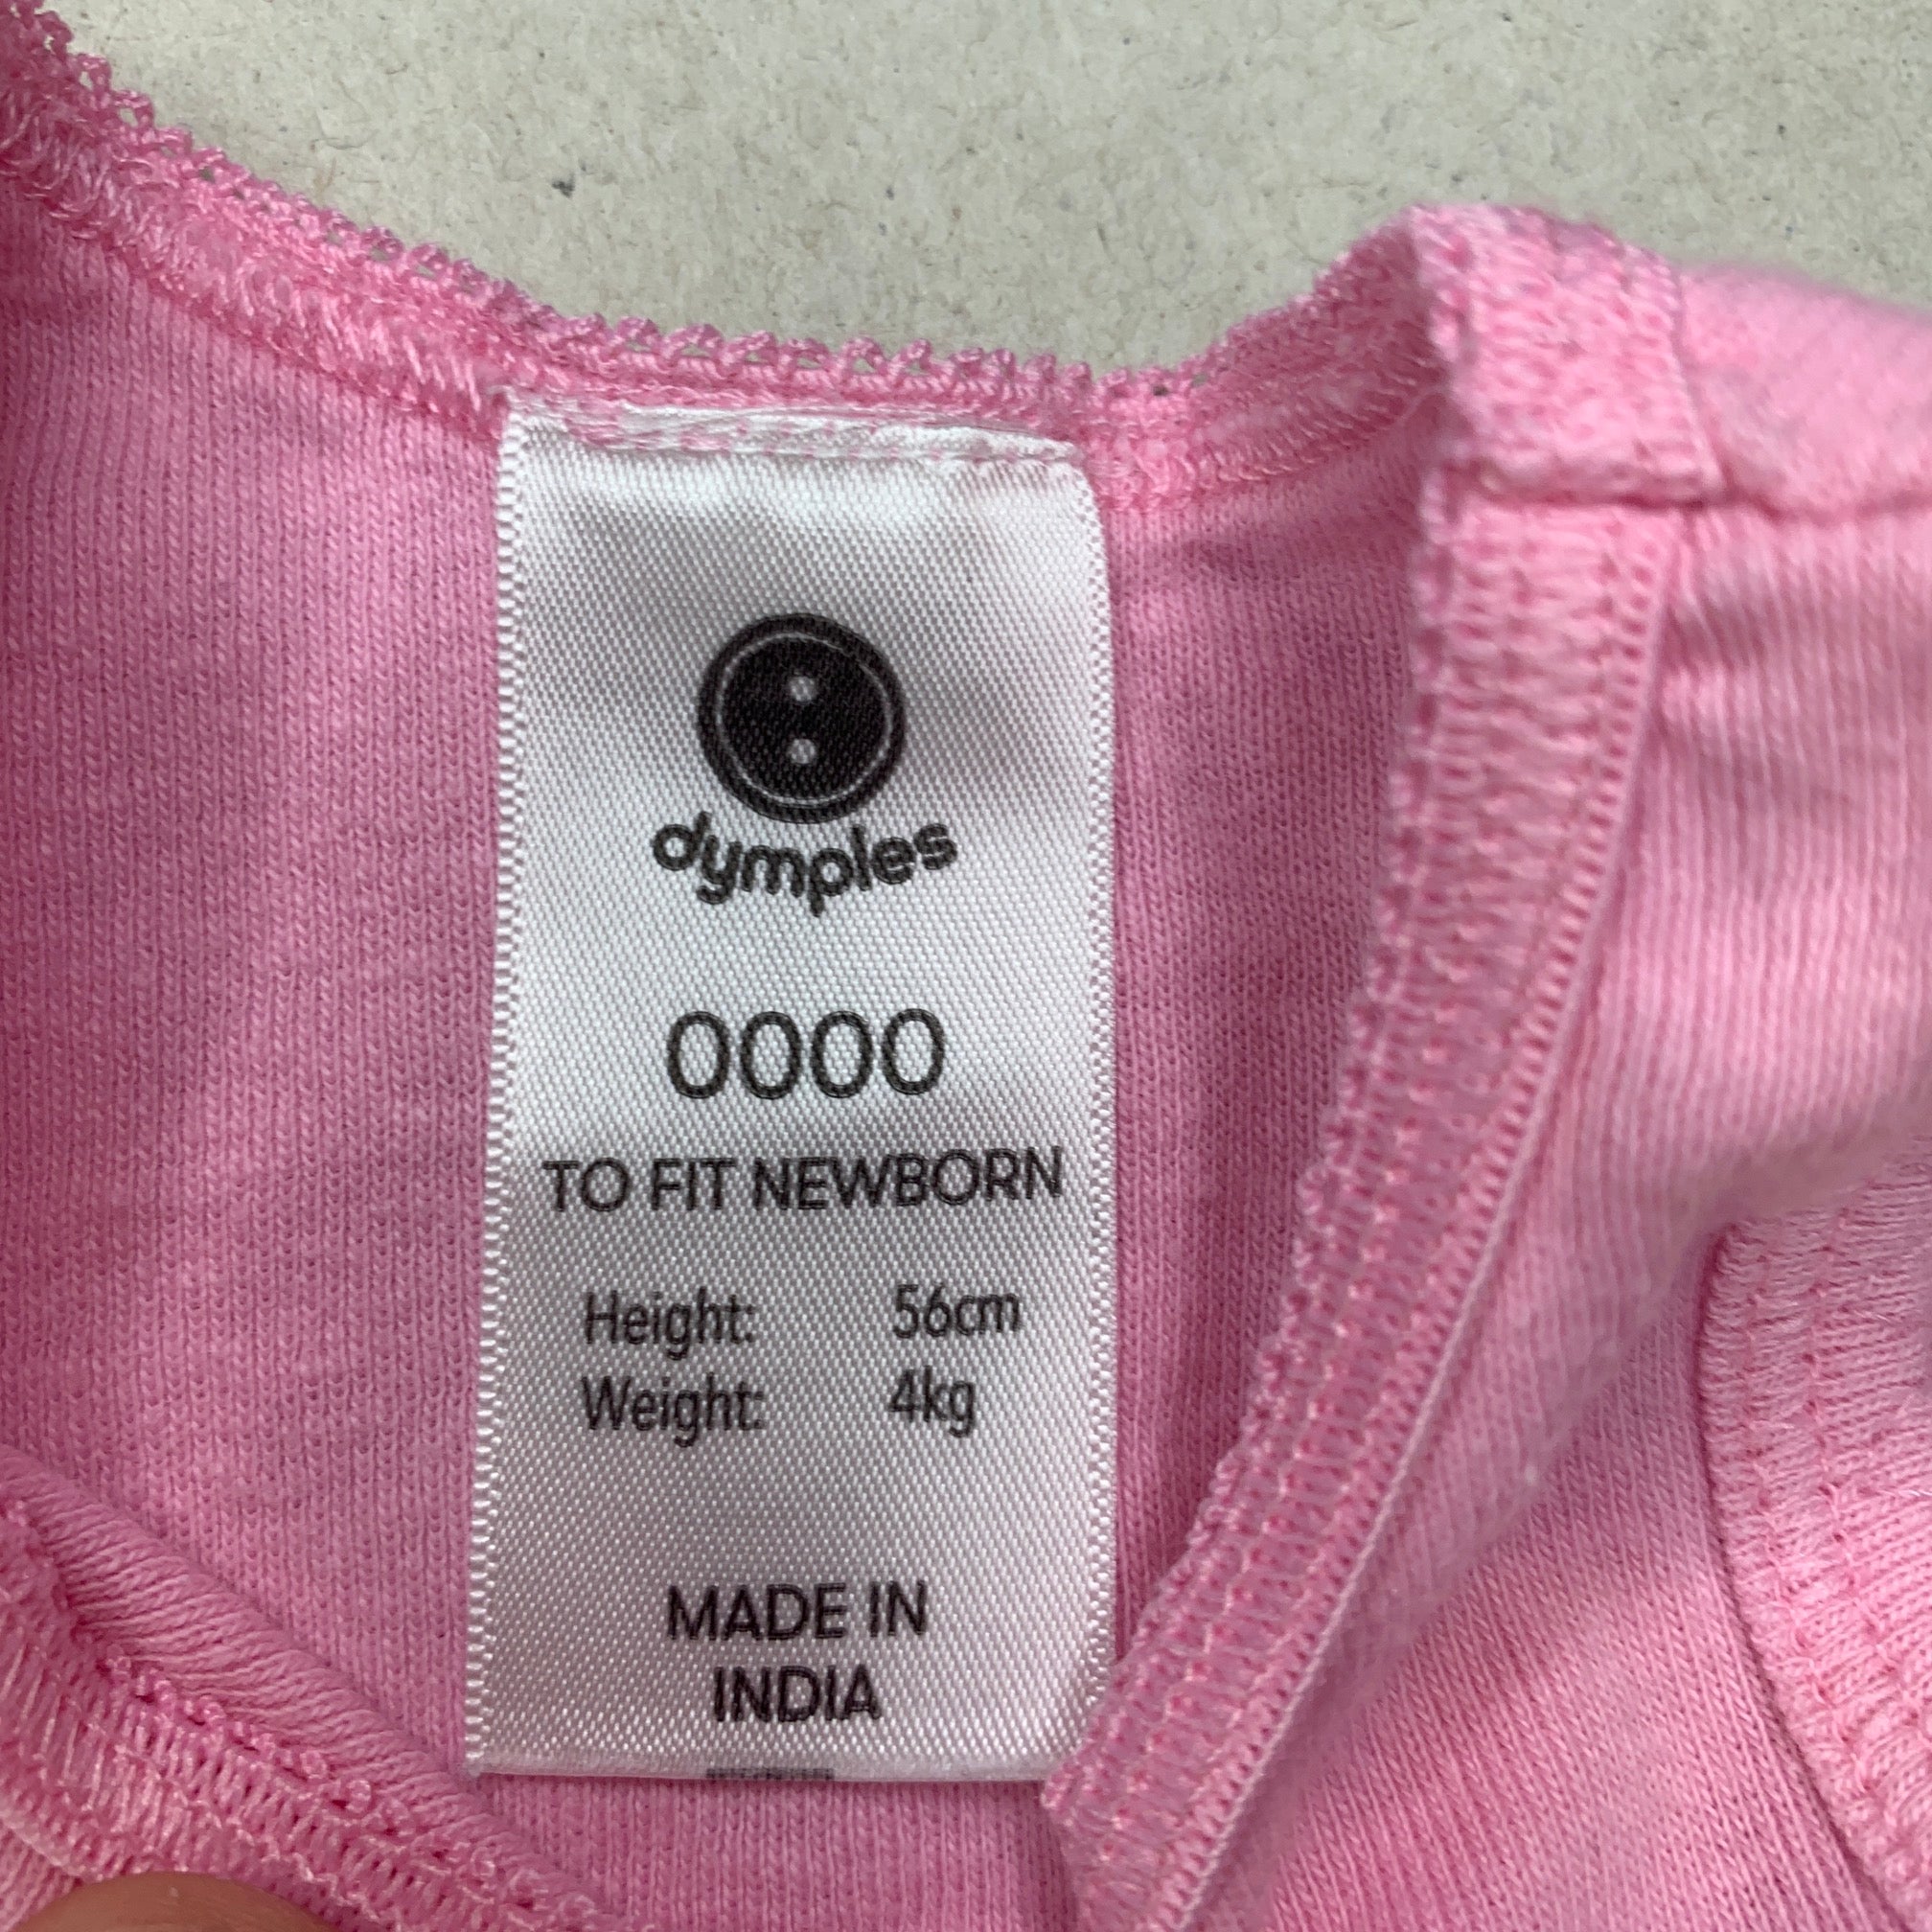 dymples
0000
TO FIT NEWBORN
Height: 56cm
Weight: 4kg
MADE IN
INDIA